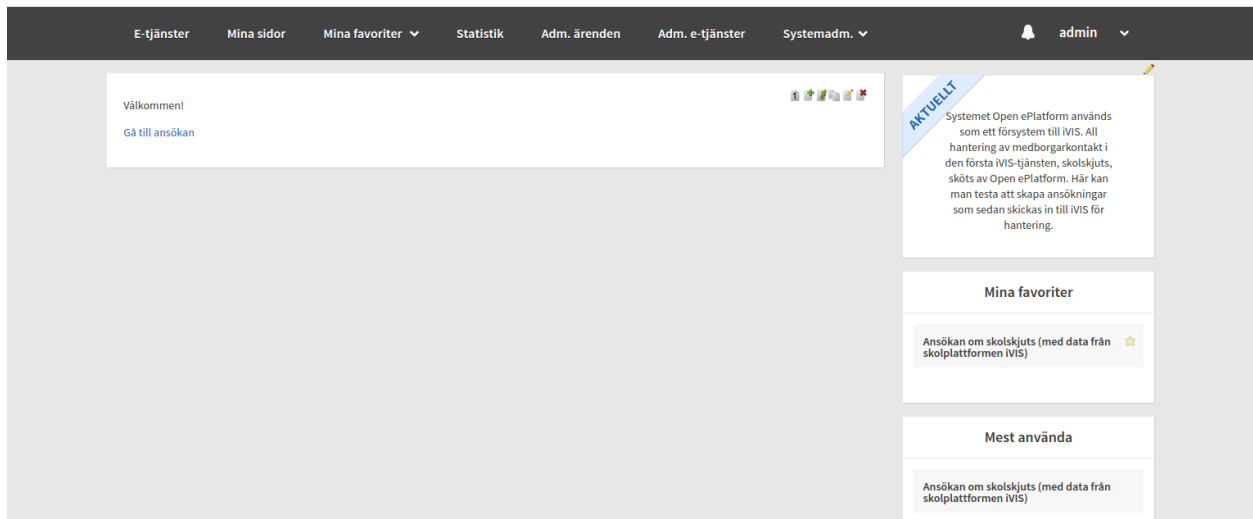 E-tjänster Mina sidor Mina favoriter Statistik Adm. ärenden Adm. e-tjänster Systemadm. admin
Välkommen!
1
Gå till ansökan
AKTUELLT
Systemet Open ePlatform används
som ett försystem till iVIS. All
hantering av medborgarkontakt i
den första iVIS-tjänsten, skolskjuts,
sköts av Open ePlatform. Här kan
man testa att skapa ansökningar
som sedan skickas in till iVIS för
hantering.
Mina favoriter
Ansökan om skolskjuts (med data från
skolplattformen iVIS)
Mest använda
Ansökan om skolskjuts (med data från
skolplattformen iVIS)